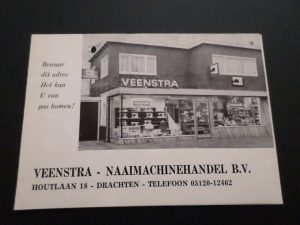 Bewaar
dit adres
Het kan
U van
pas komen!
VEENSTRA
VEENSTRA - NAAIMACHINEHANDEL B.V.
HOUTLAAN 18 - DRACHTEN - TELEFOON 05120-12462